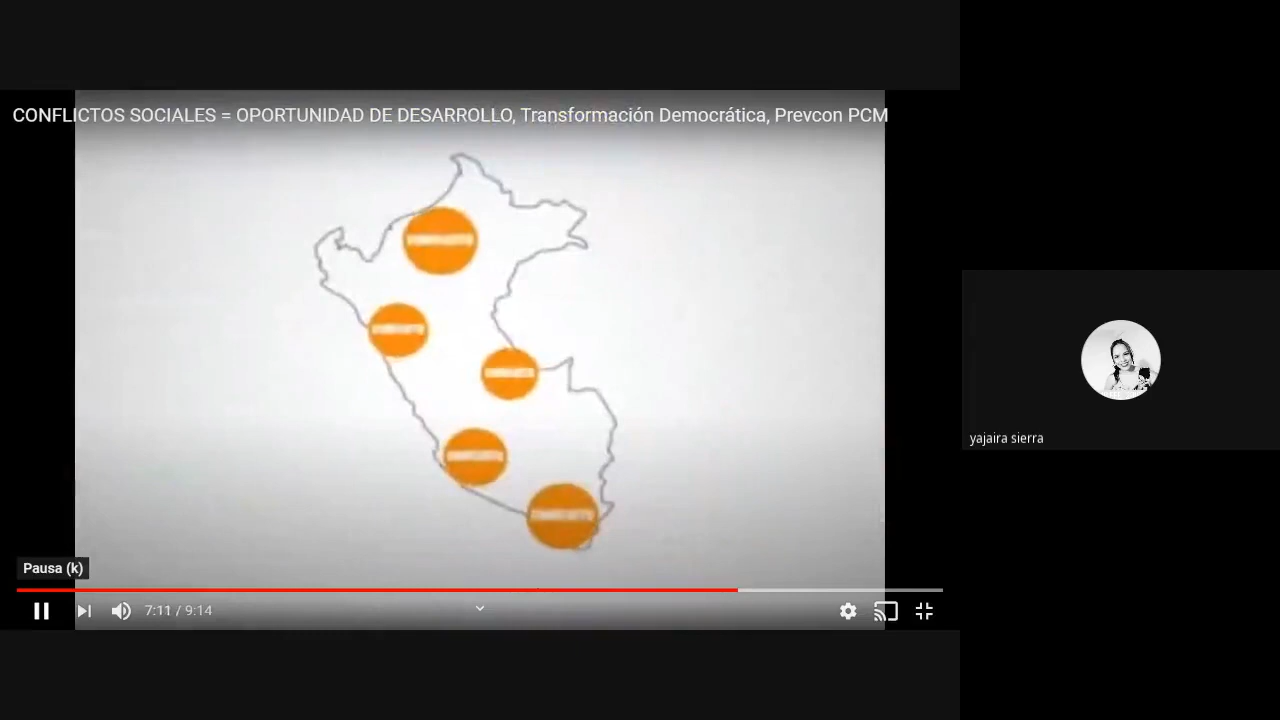 CONFLICTOS SOCIALES = OPORTUNIDAD DE DESARROLLO, Transformación Democrática, Prevcon PCM
yajaira sierra
Pausa (k)
7:11 / 9:14